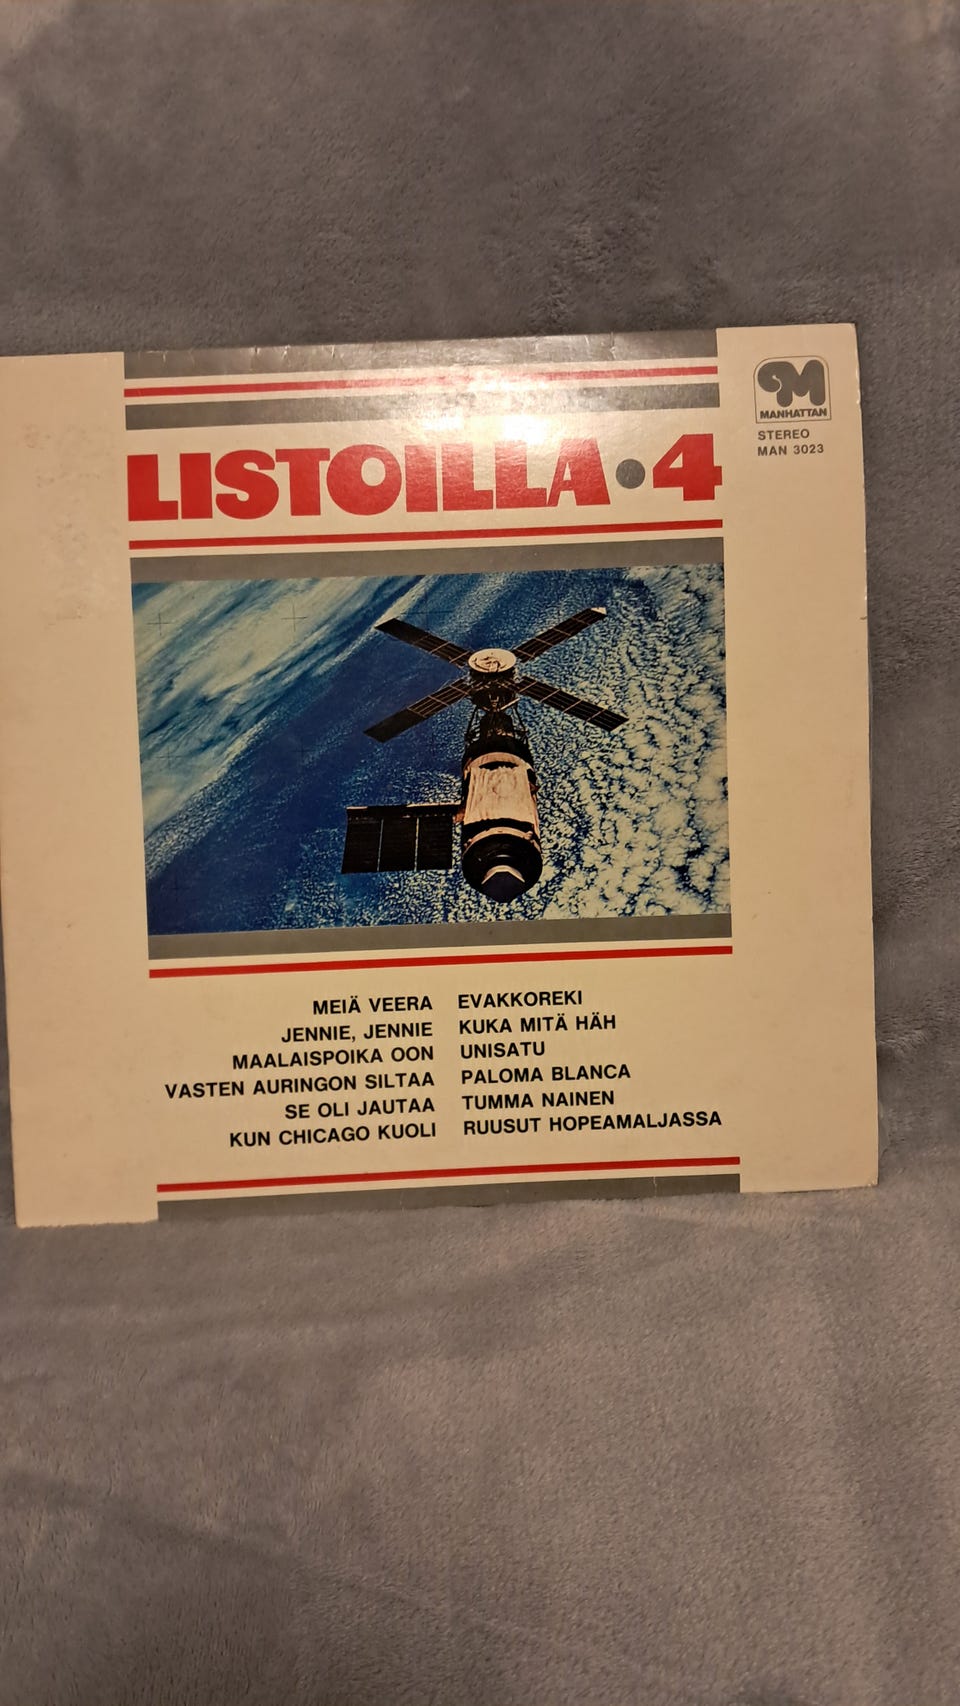 MANHATTAN
STEREO
MAN 3023
LISTOILLA•4
MEIÄ VEERA
JENNIE, JENNIE
MAALAISPOIKA OON
VASTEN AURINGON SILTAA
SE OLI JAUTAA
KUN CHICAGO KUOLI
EVAKKOREKI
KUKA MITÄ HÄH
UNISATU
PALOMA BLANCA
TUMMA NAINEN
RUUSUT HOPEAMALJASSA